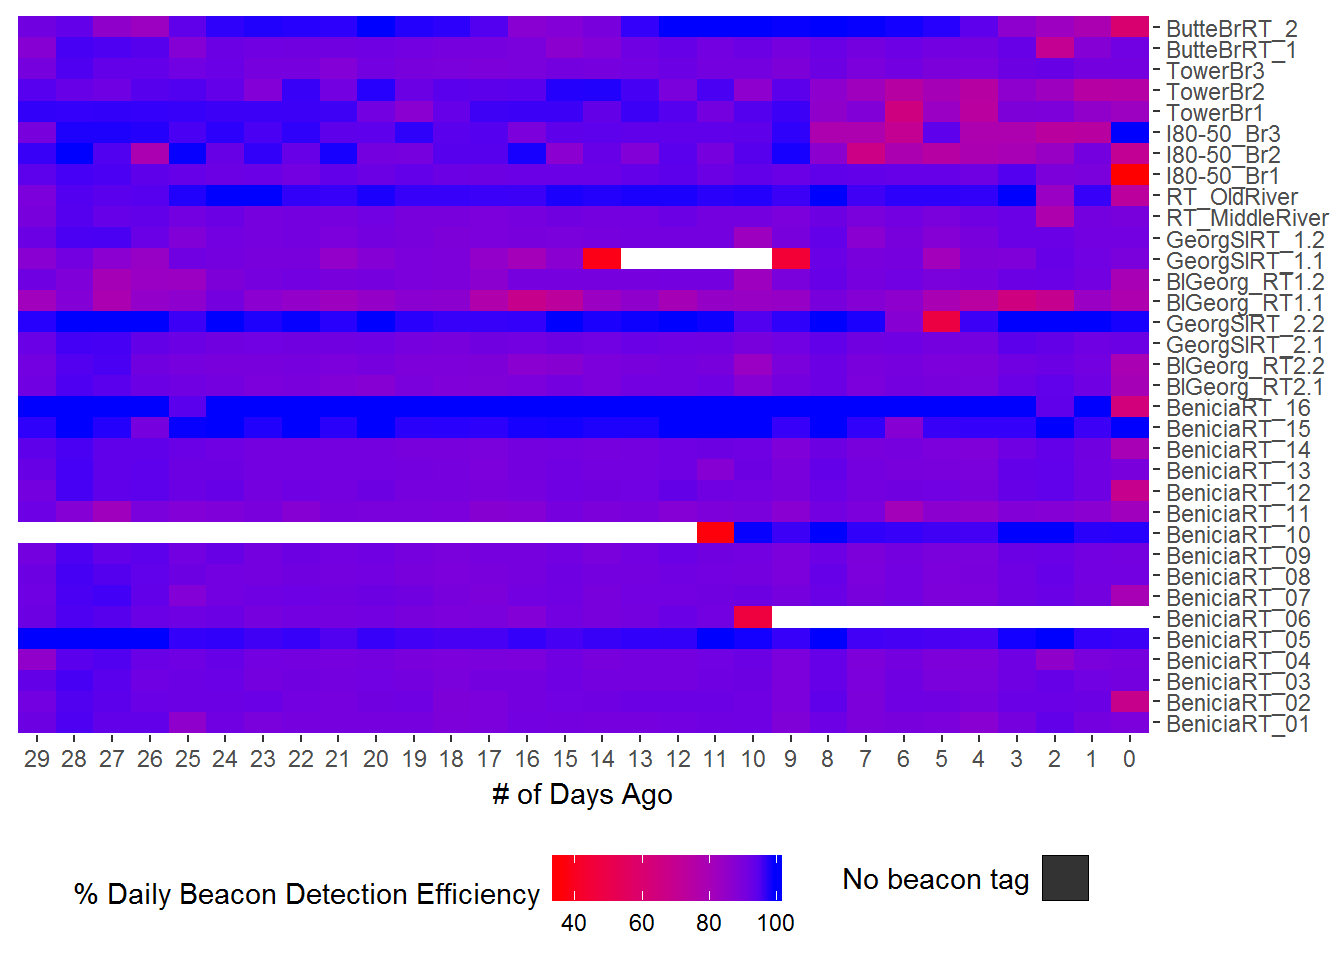 ButteBrRT_2
ButteBrRT_1
TowerBr3
TowerBr2
TowerBr1
I80-50_Br3
I80-50_Br2
I80-50_Br1
RT_OldRiver
RT_MiddleRiver
GeorgSlRT_1.2
GeorgSlRT_1.1
BlGeorg_RT1.2
BlGeorg_RT1.1
GeorgSlRT_2.2
GeorgSlRT_2.1
BlGeorg_RT2.2
BlGeorg_RT2.1
BeniciaRT_16
BeniciaRT_15
BeniciaRT_14
BeniciaRT_13
BeniciaRT_12
BeniciaRT_11
BeniciaRT_10
BeniciaRT_09
BeniciaRT_08
BeniciaRT_07
BeniciaRT_06
BeniciaRT_05
BeniciaRT_04
BeniciaRT_03
BeniciaRT_02
BeniciaRT_01
29 28 27 26 25 24 23 22 21 20 19 18 17 16 15 14 13 12 11 10 9 8 7 6 5 4 3 2 1 0
# of Days Ago
% Daily Beacon Detection Efficiency
40 60 80 100
No beacon tag